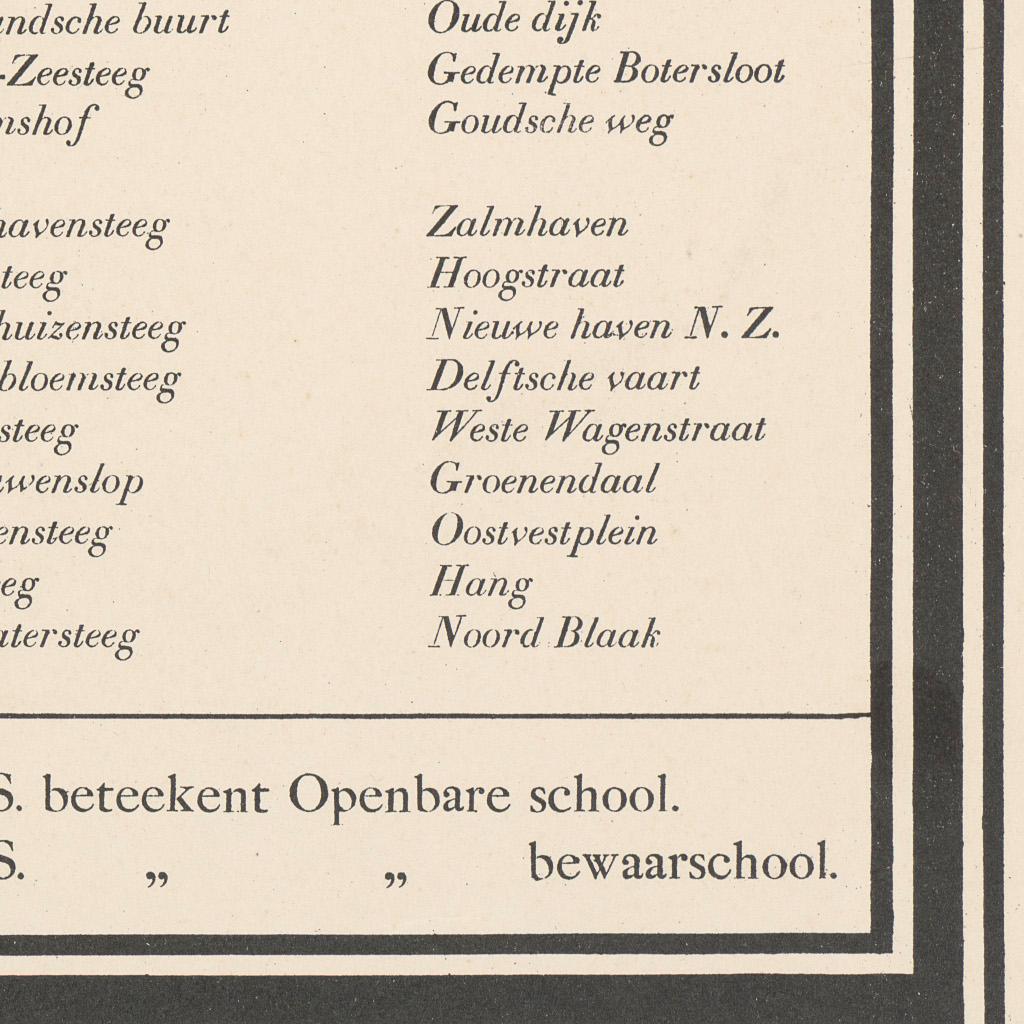 ndsche buurt Oude dijk
-Zeesteeg Gedempte Botersloot
nshof Goudsche weg
havensteeg Zalmhaven
teeg Hoogstraat
huizensteeg Nieuwe haven N. Z.
bloemsteeg Delftsche vaart
steeg Weste Wagenstraat
wenslop Groenendaal
ensteeg Oostvestplein
eg Hang
atersteeg Noord Blaak
S. beteekent Openbare school.
S. „ „ bewaarschool.